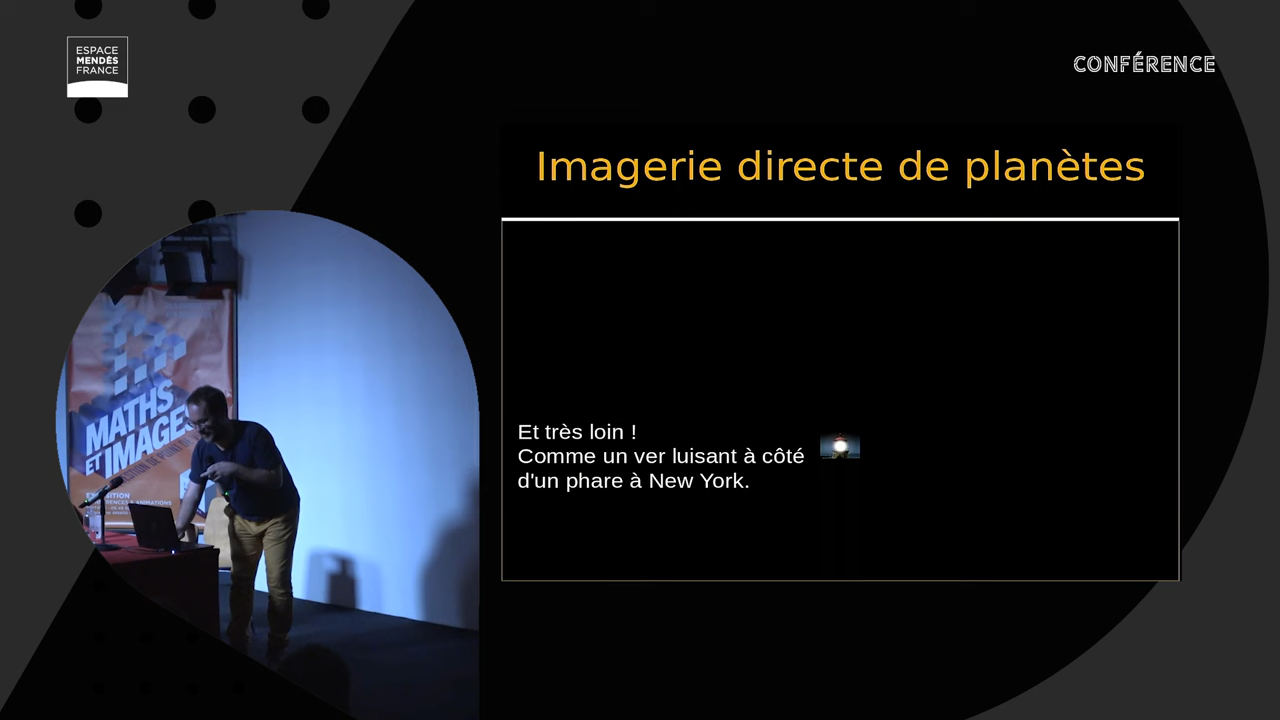 ESPACE
MENDÈS
FRANCE
CONFÉRENCE
Imagerie directe de planètes
Et très loin !
Comme un ver luisant à côté
d'un phare à New York.
MATHS
ET IMAGES